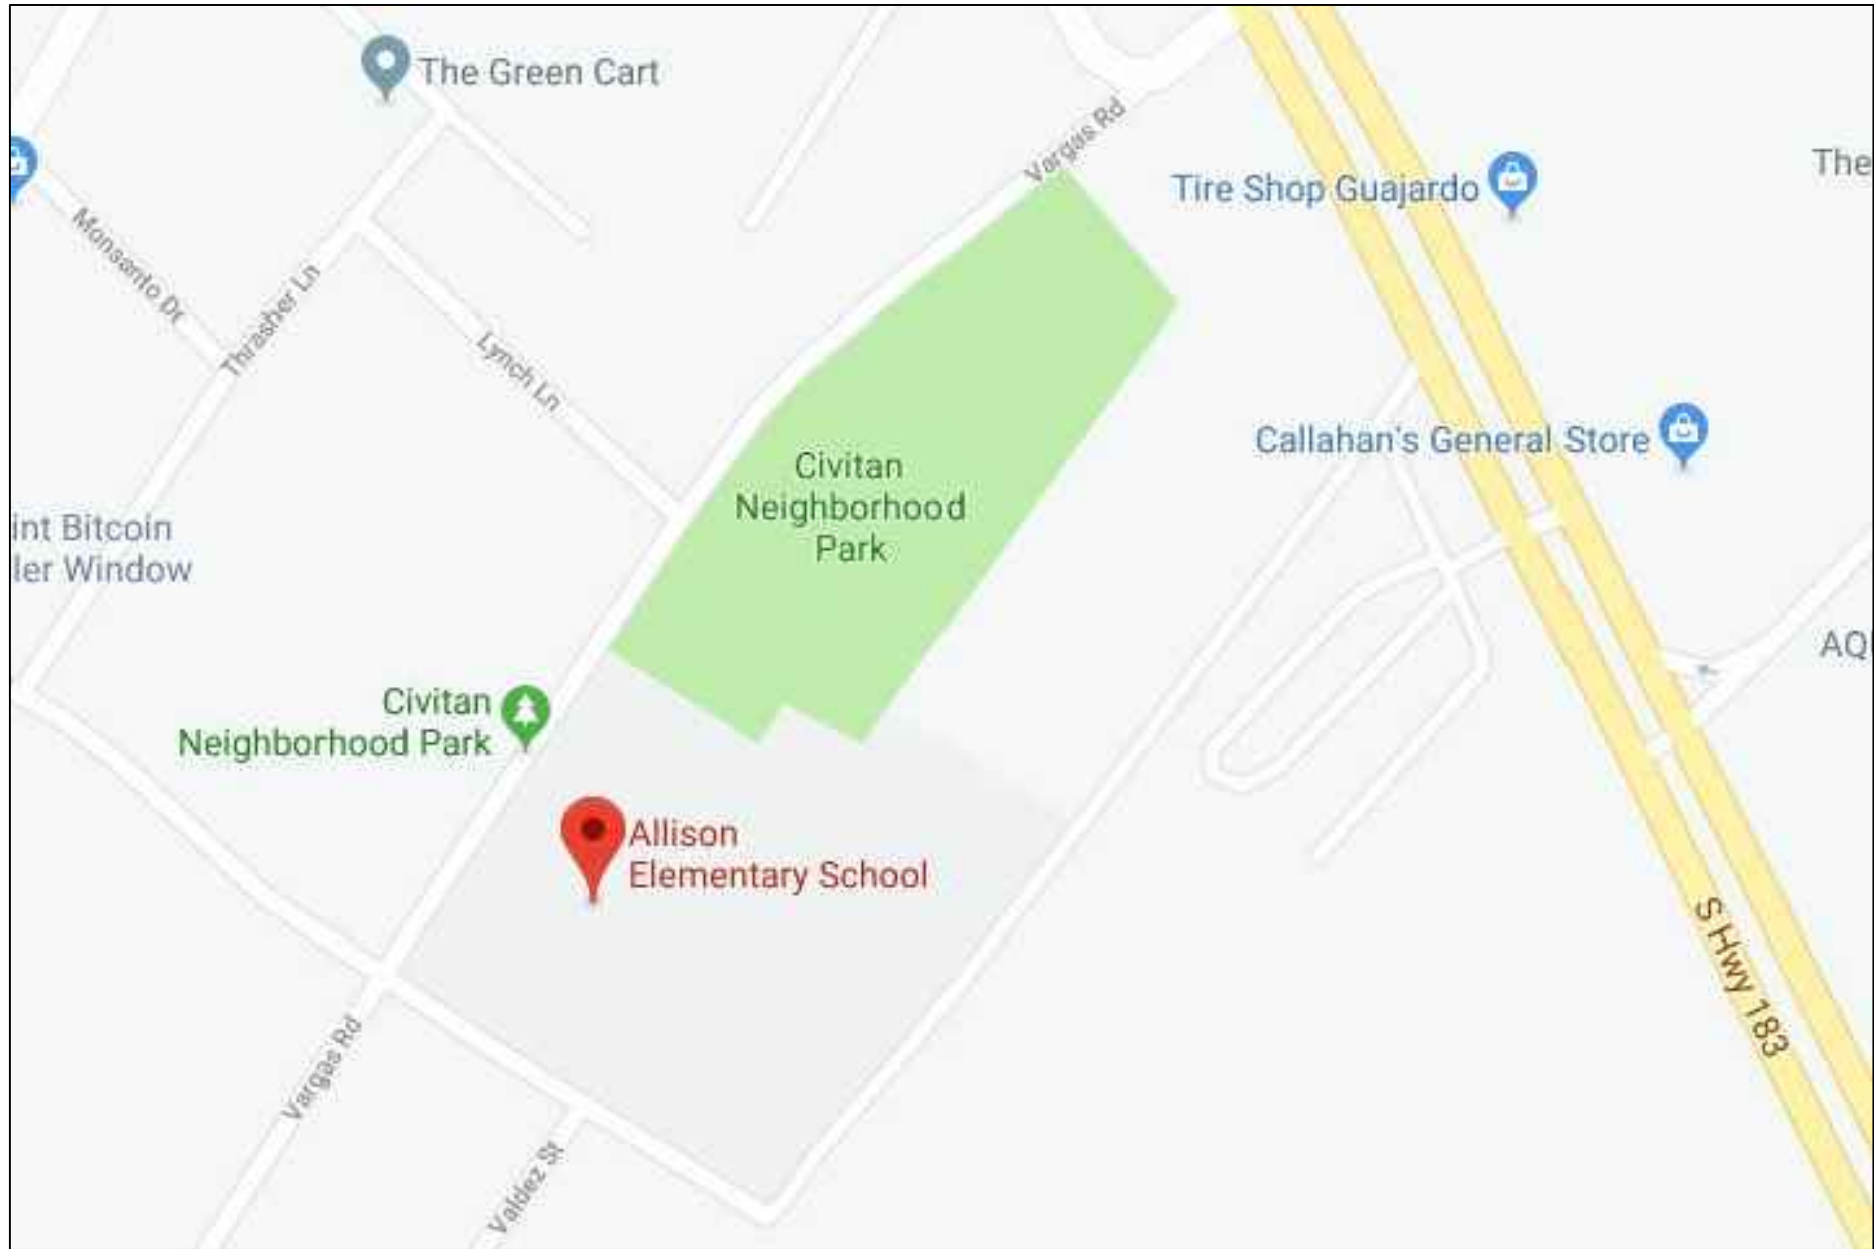 The Green Cart
Vargas Rd
Tire Shop Guajardo
The
Monsanto Dr
Thrasher Ln
Lynch Ln
Callahan's General Store
Civitan
Neighborhood
Park
int Bitcoin
ler Window
AQ
Civitan
Neighborhood Park
Allison
Elementary School
S Hwy 183
Vargas Rd
Valdez St